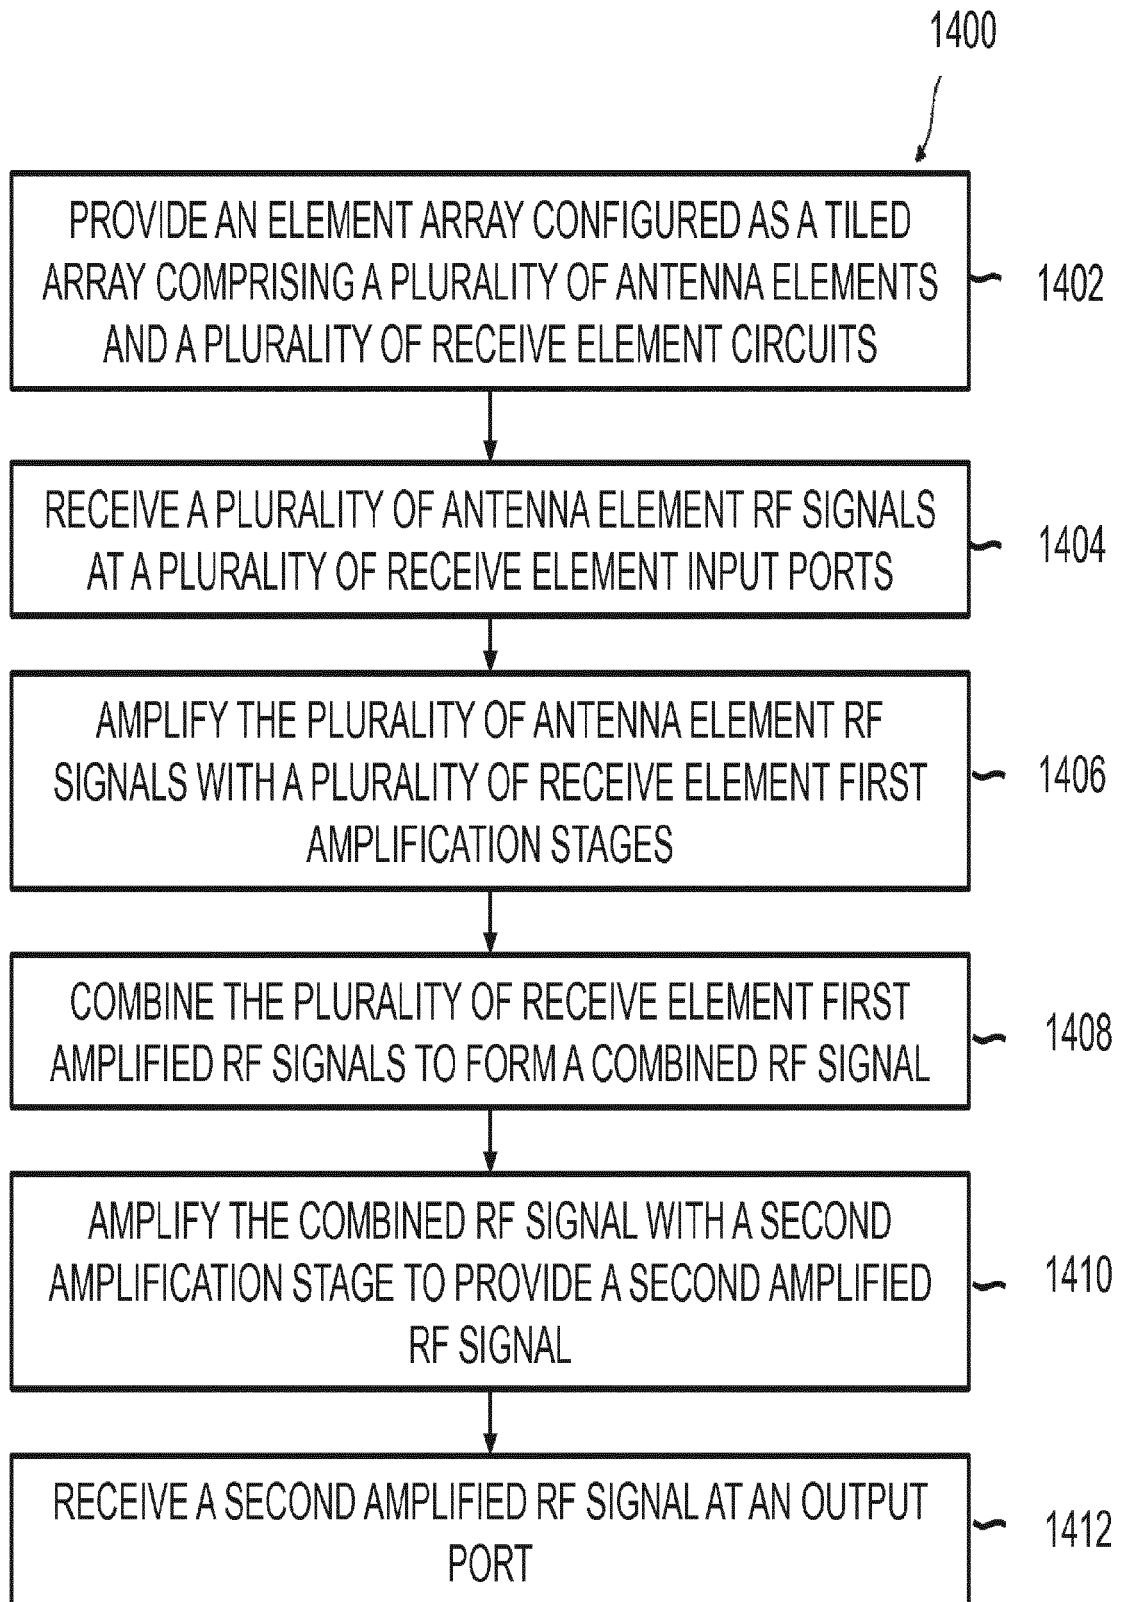 1400
PROVIDE AN ELEMENT ARRAY CONFIGURED AS A TILED
ARRAY COMPRISING A PLURALITY OF ANTENNA ELEMENTS
AND A PLURALITY OF RECEIVE ELEMENT CIRCUITS
1402
RECEIVE A PLURALITY OF ANTENNA ELEMENT RF SIGNALS
AT A PLURALITY OF RECEIVE ELEMENT INPUT PORTS
1404
AMPLIFY THE PLURALITY OF ANTENNA ELEMENT RF
SIGNALS WITH A PLURALITY OF RECEIVE ELEMENT FIRST
AMPLIFICATION STAGES
1406
COMBINE THE PLURALITY OF RECEIVE ELEMENT FIRST
AMPLIFIED RF SIGNALS TO FORM A COMBINED RF SIGNAL
1408
AMPLIFY THE COMBINED RF SIGNAL WITH A SECOND
AMPLIFICATION STAGE TO PROVIDE A SECOND AMPLIFIED
RF SIGNAL
1410
RECEIVE A SECOND AMPLIFIED RF SIGNAL AT AN OUTPUT
PORT
1412